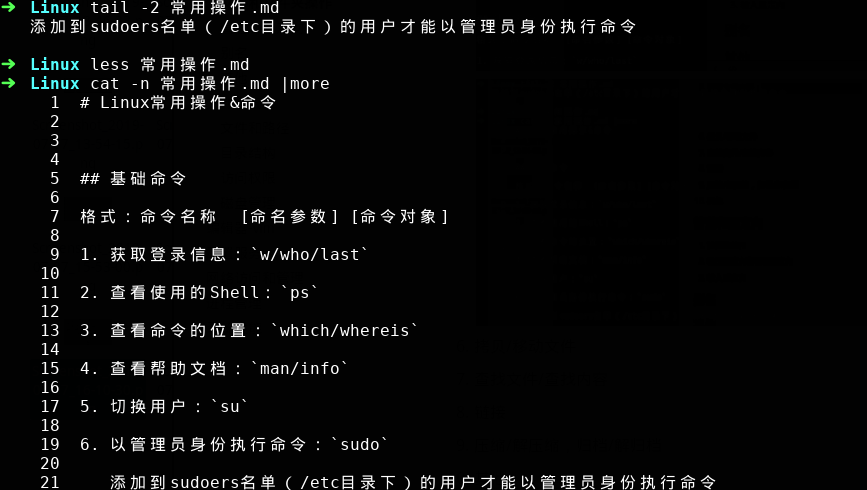 ➜ Linux tail -2 常用操作.md
添加到sudoers名单（/etc目录下）的用户才能以管理员身份执行命令
➜ Linux less 常用操作.md
➜ Linux cat -n 常用操作.md |more
1 # Linux常用操作&命令
2
3
4
5 ## 基础命令
6
7 格式：命令名称 [命名参数] [命令对象]
8
9 1. 获取登录信息：`w/who/last`
10
11 2. 查看使用的Shell：`ps`
12
13 3. 查看命令的位置：`which/whereis`
14
15 4. 查看帮助文档：`man/info`
16
17 5. 切换用户：`su`
18
19 6. 以管理员身份执行命令：`sudo`
20
21 添加到sudoers名单（/etc目录下）的用户才能以管理员身份执行命令